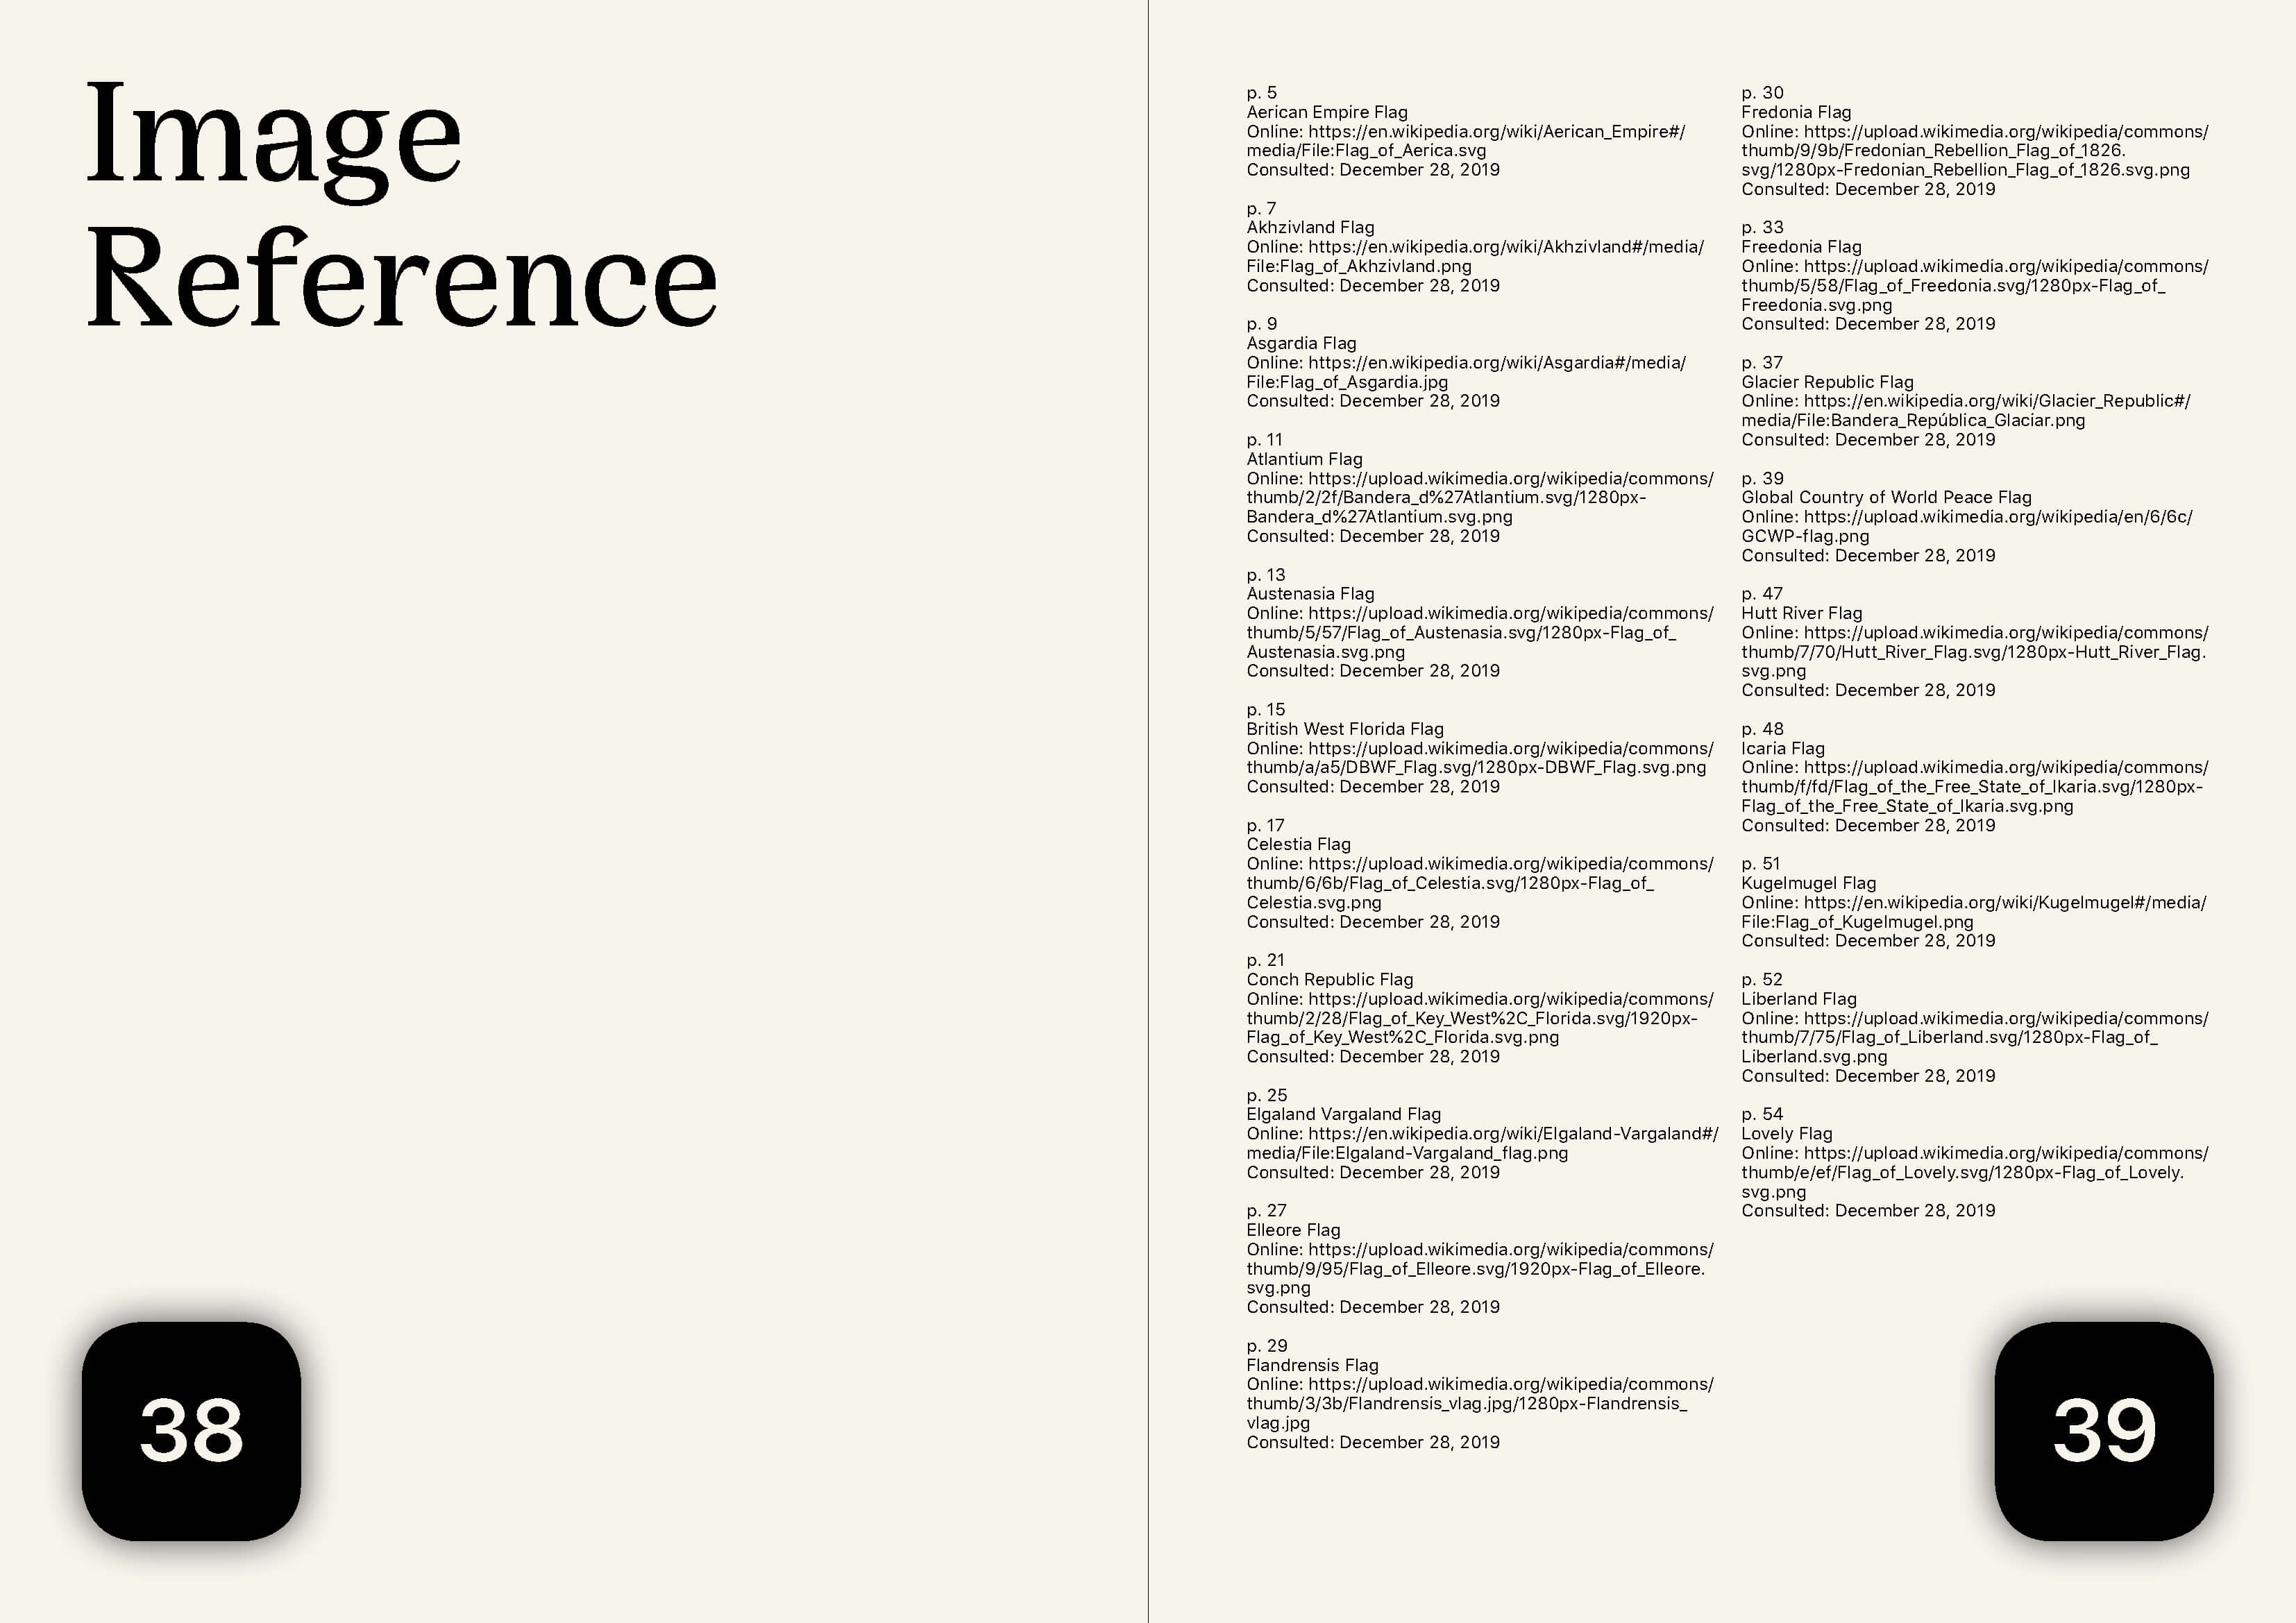 Image
Reference
38
p. 5
Aerican Empire Flag
Online: https://en.wikipedia.org/wiki/Aerican_Empire#/
media/File:Flag_of_Aerica.svg
Consulted: December 28, 2019
p. 7
Akhzivland Flag
Online: https://en.wikipedia.org/wiki/Akhzivland#/media/
File:Flag_of_Akhzivland.png
Consulted: December 28, 2019
p. 9
Asgardia Flag
Online: https://en.wikipedia.org/wiki/Asgardia#/media/
File:Flag_of_Asgardia.jpg
Consulted: December 28, 2019
p. 11
Atlantium Flag
Online: https://upload.wikimedia.org/wikipedia/commons/
thumb/2/2f/Bandera_d%27Atlantium.svg/1280px-
Bandera_d%27Atlantium.svg.png
Consulted: December 28, 2019
p. 13
Austenasia Flag
Online: https://upload.wikimedia.org/wikipedia/commons/
thumb/5/57/Flag_of_Austenasia.svg/1280px-Flag_of_
Austenasia.svg.png
Consulted: December 28, 2019
p. 15
British West Florida Flag
Online: https://upload.wikimedia.org/wikipedia/commons/
thumb/a/a5/DBWF_Flag.svg/1280px-DBWF_Flag.svg.png
Consulted: December 28, 2019
p. 17
Celestia Flag
Online: https://upload.wikimedia.org/wikipedia/commons/
thumb/6/6b/Flag_of_Celestia.svg/1280px-Flag_of_
Celestia.svg.png
Consulted: December 28, 2019
p. 21
Conch Republic Flag
Online: https://upload.wikimedia.org/wikipedia/commons/
thumb/2/28/Flag_of_Key_West%2C_Florida.svg/1920px-
Flag_of_Key_West%2C_Florida.svg.png
Consulted: December 28, 2019
p. 25
Elgaland Vargaland Flag
Online: https://en.wikipedia.org/wiki/Elgaland-Vargaland#/
media/File:Elgaland-Vargaland_flag.png
Consulted: December 28, 2019
p. 27
Elleore Flag
Online: https://upload.wikimedia.org/wikipedia/commons/
thumb/9/95/Flag_of_Elleore.svg/1920px-Flag_of_Elleore.
svg.png
Consulted: December 28, 2019
p. 29
Flandrensis Flag
Online: https://upload.wikimedia.org/wikipedia/commons/
thumb/3/3b/Flandrensis_vlag.jpg/1280px-Flandrensis_
vlag.jpg
Consulted: December 28, 2019
p. 30
Fredonia Flag
Online: https://upload.wikimedia.org/wikipedia/commons/
thumb/9/9b/Fredonian_Rebellion_Flag_of_1826.
svg/1280px-Fredonian_Rebellion_Flag_of_1826.svg.png
Consulted: December 28, 2019
p. 33
Freedonia Flag
Online: https://upload.wikimedia.org/wikipedia/commons/
thumb/5/58/Flag_of_Freedonia.svg/1280px-Flag_of_
Freedonia.svg.png
Consulted: December 28, 2019
p. 37
Glacier Republic Flag
Online: https://en.wikipedia.org/wiki/Glacier_Republic#/
media/File:Bandera_República_Glaciar.png
Consulted: December 28, 2019
p. 39
Global Country of World Peace Flag
Online: https://upload.wikimedia.org/wikipedia/en/6/6c/
GCWP-flag.png
Consulted: December 28, 2019
p. 47
Hutt River Flag
Online: https://upload.wikimedia.org/wikipedia/commons/
thumb/7/70/Hutt_River_Flag.svg/1280px-Hutt_River_Flag.
svg.png
Consulted: December 28, 2019
p. 48
Icaria Flag
Online: https://upload.wikimedia.org/wikipedia/commons/
thumb/f/fd/Flag_of_the_Free_State_of_Ikaria.svg/1280px-
Flag_of_the_Free_State_of_Ikaria.svg.png
Consulted: December 28, 2019
p. 51
Kugelmugel Flag
Online: https://en.wikipedia.org/wiki/Kugelmugel#/media/
File:Flag_of_Kugelmugel.png
Consulted: December 28, 2019
p. 52
Liberland Flag
Online: https://upload.wikimedia.org/wikipedia/commons/
thumb/7/75/Flag_of_Liberland.svg/1280px-Flag_of_
Liberland.svg.png
Consulted: December 28, 2019
p. 54
Lovely Flag
Online: https://upload.wikimedia.org/wikipedia/commons/
thumb/e/ef/Flag_of_Lovely.svg/1280px-Flag_of_Lovely.
svg.png
Consulted: December 28, 2019
39